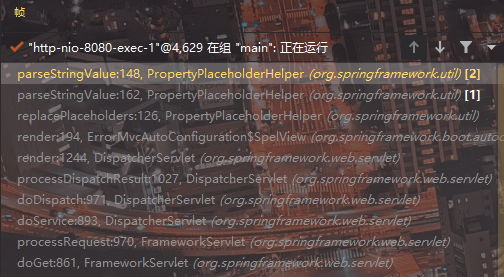 帧
"http-nio-8080-exec-1"@4,629 在组 "main": 正在运行
parseStringValue:148, PropertyPlaceholderHelper (org.springframework.util) [2]
parseStringValue:162, PropertyPlaceholderHelper (org.springframework.util) [1]
replacePlaceholders:126, PropertyPlaceholderHelper (org.springframework.util)
render:194, ErrorMvcAutoConfiguration$SpelView (org.springframework.boot.autoc
render:1244, DispatcherServlet (org.springframework.web.servlet)
processDispatchResult:1027, DispatcherServlet (org.springframework.web.servlet)
doDispatch:971, DispatcherServlet (org.springframework.web.servlet)
doService:893, DispatcherServlet (org.springframework.web.servlet)
processRequest:970, FrameworkServlet (org.springframework.web.servlet)
doGet:861, FrameworkServlet (org.springframework.web.servlet)